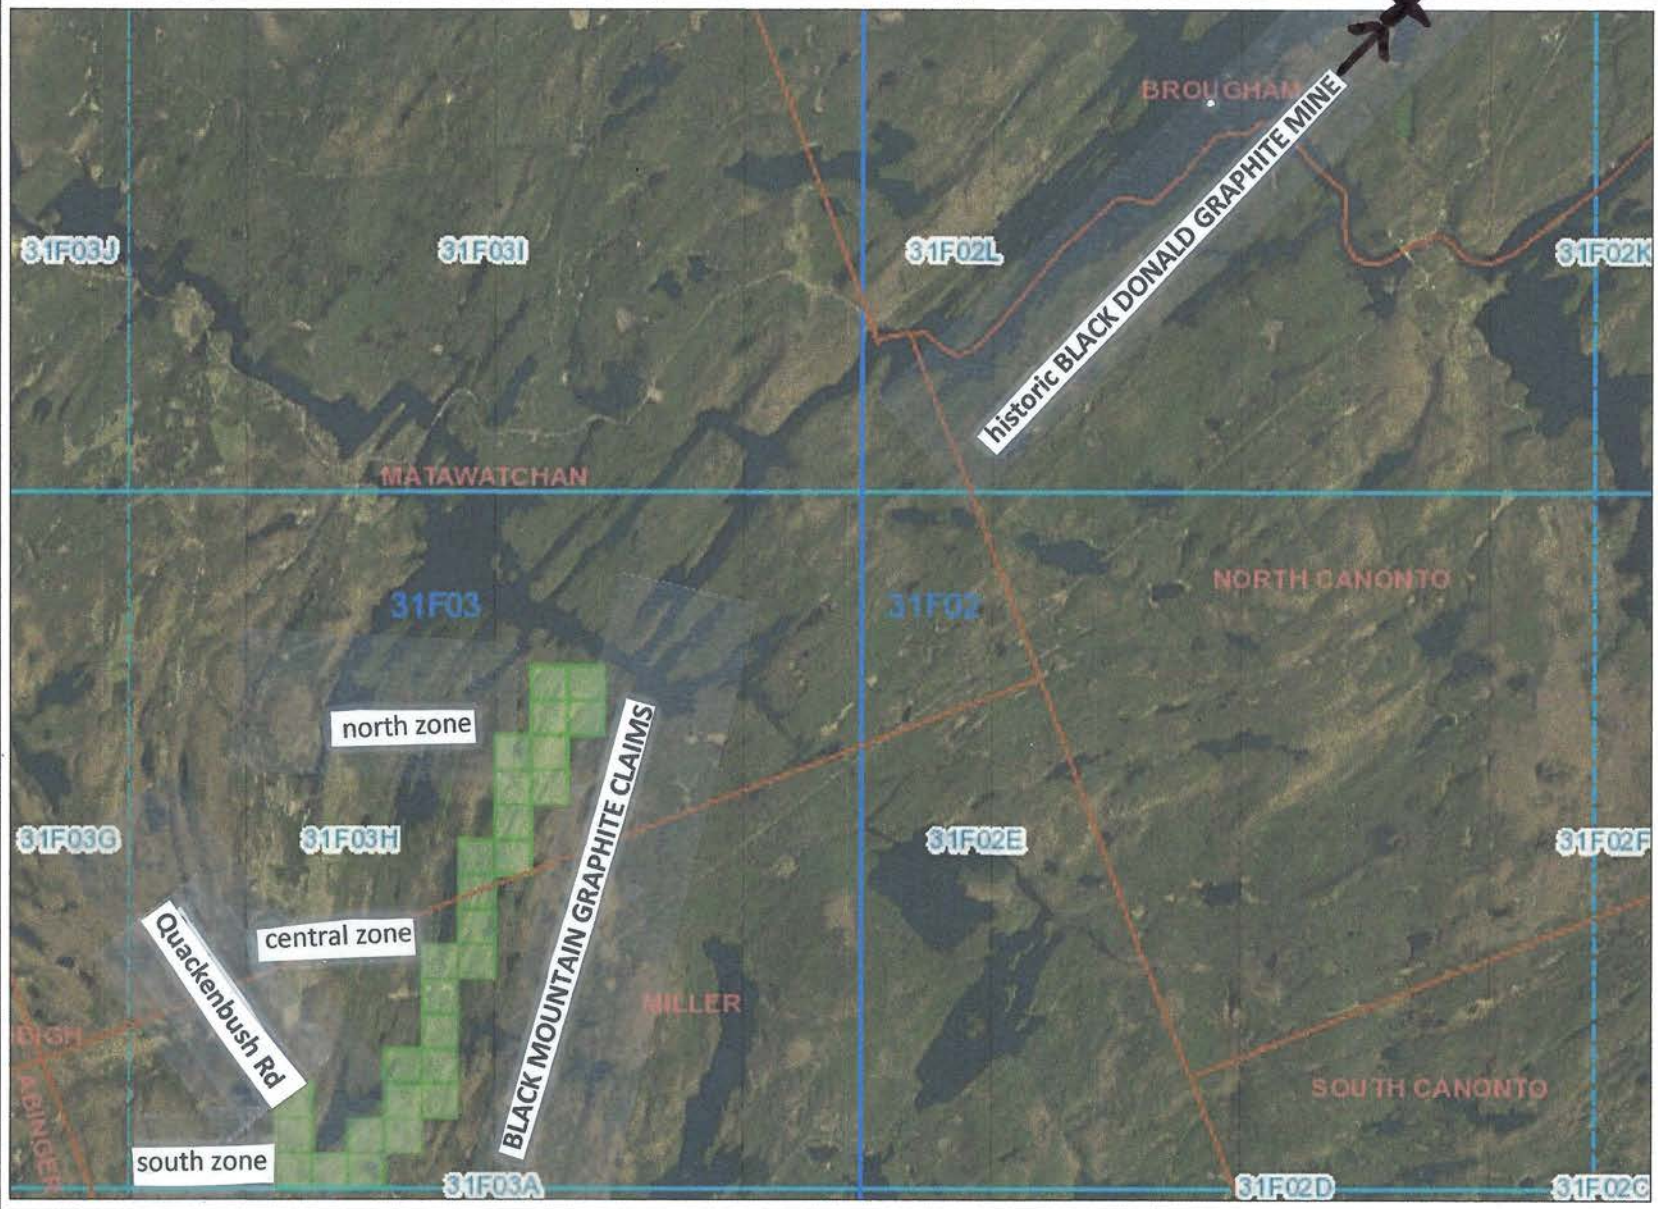 BROUGHAM
historic BLACK DONALD GRAPHITE MINE
31F03J
31F03I
31F02L
31F02K
MATAWATCHAN
31F03
31F02
NORTH CANONTO
north zone
BLACK MOUNTAIN GRAPHITE CLAIMS
31F03G
31F03H
31F02E
31F02F
Quackenbush Rd
central zone
MILLER
ABINGER
SOUTH CANONTO
south zone
31F03A
31F02D
31F02C